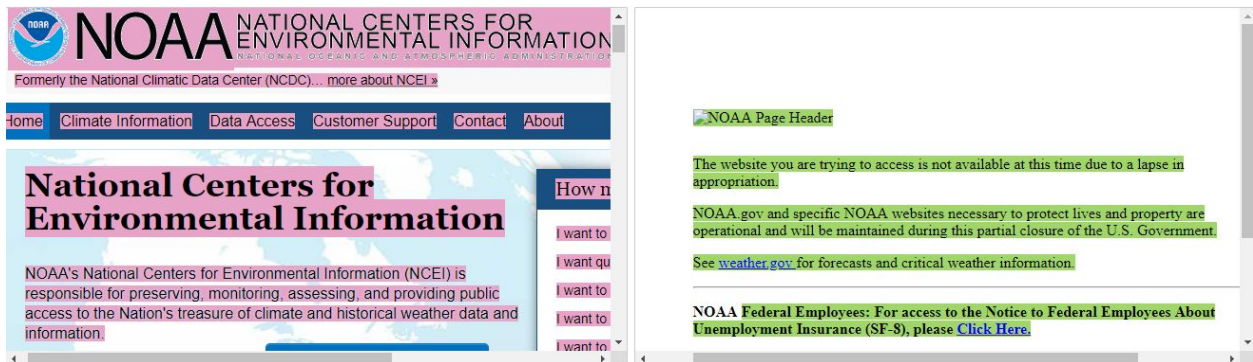 NOAA
NATIONAL CENTERS FOR
ENVIRONMENTAL INFORMATION
NATIONAL OCEANIC AND ATMOSPHERIC ADMINISTRATION
Formerly the National Climatic Data Center (NCDC)... more about NCEI »
Home Climate Information Data Access Customer Support Contact About
National Centers for
Environmental Information
NOAA's National Centers for Environmental Information (NCEI) is
responsible for preserving, monitoring, assessing, and providing public
access to the Nation's treasure of climate and historical weather data and
information.
How
I want to
I want
I want to
I want to
I want to
NOAA Page Header
The website you are trying to access is not available at this time due to a lapse in
appropriation.
NOAA.gov and specific NOAA websites necessary to protect lives and property are
operational and will be maintained during this partial closure of the U.S. Government.
See weather.gov for forecasts and critical weather information.
NOAA Federal Employees: For access to the Notice to Federal Employees About
Unemployment Insurance (SF-8), please Click Here.